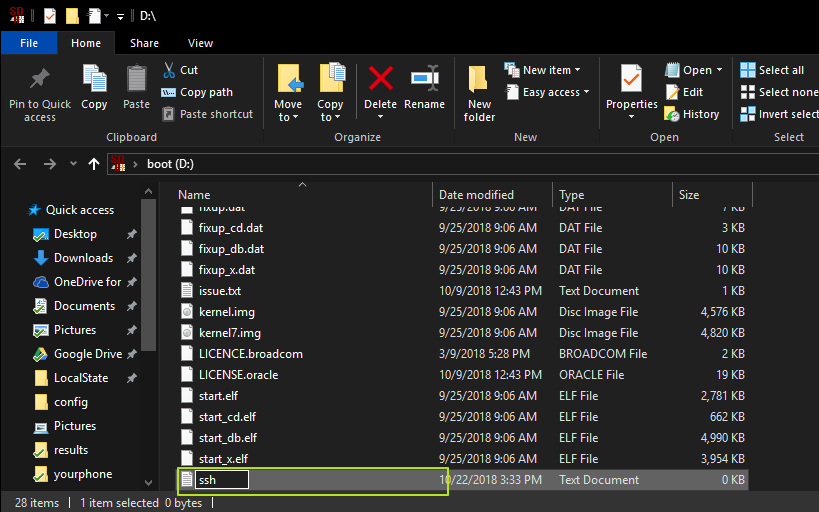 D:\
File Home Share View
Pin to Quick access
Copy
Paste
Cut
Copy path
Paste shortcut
Clipboard
Move to
Copy to
Delete
Rename
Organize
New folder
New item
Easy access
New
Properties
Open
Edit
History
Open
Select all
Select none
Invert selec
Select
boot (D:)
Name Date modified Type Size
Quick access
Desktop
Downloads
OneDrive for
Documents
Pictures
Google Drive
LocalState
config
Pictures
results
yourphone
fixup.dat 9/25/2018 9:06 AM DAT File 7 KB
fixup_cd.dat 9/25/2018 9:06 AM DAT File 3 KB
fixup_db.dat 9/25/2018 9:06 AM DAT File 10 KB
fixup_x.dat 9/25/2018 9:06 AM DAT File 10 KB
issue.txt 10/9/2018 12:43 PM Text Document 1 KB
kernel.img 9/25/2018 9:06 AM Disc Image File 4,576 KB
kernel7.img 9/25/2018 9:06 AM Disc Image File 4,820 KB
LICENCE.broadcom 3/9/2018 5:28 PM BROADCOM File 2 KB
LICENSE.oracle 10/9/2018 12:43 PM ORACLE File 19 KB
start.elf 9/25/2018 9:06 AM ELF File 2,781 KB
start_cd.elf 9/25/2018 9:06 AM ELF File 662 KB
start_db.elf 9/25/2018 9:06 AM ELF File 4,990 KB
start_x.elf 9/25/2018 9:06 AM ELF File 3,954 KB
ssh 10/22/2018 3:33 PM Text Document 0 KB
28 items 1 item selected 0 bytes